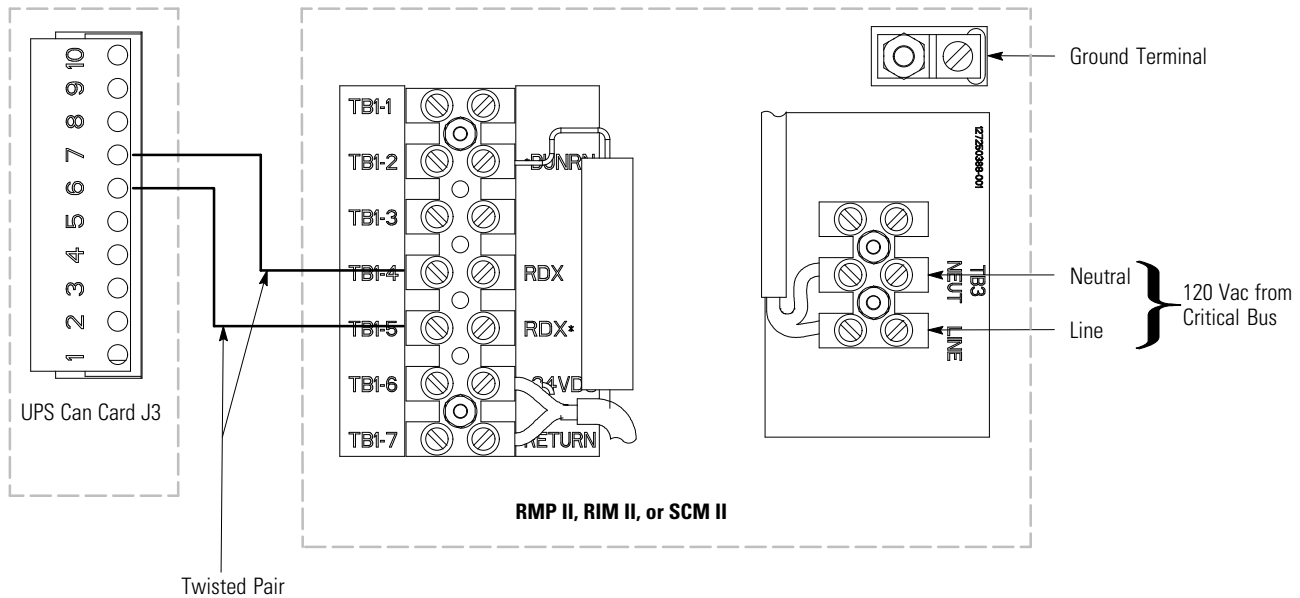 Ground Terminal
10
9
8
7
6
5
4
3
2
1
UPS Can Card J3
TB1-1
TB1-2
TB1-3
TB1-4
TB1-5
TB1-6
TB1-7
RDX
RDX*
127250389-001
TB3
NEUT
LINE
Neutral
Line
120 Vac from
Critical Bus
RMP II, RIM II, or SCM II
Twisted Pair